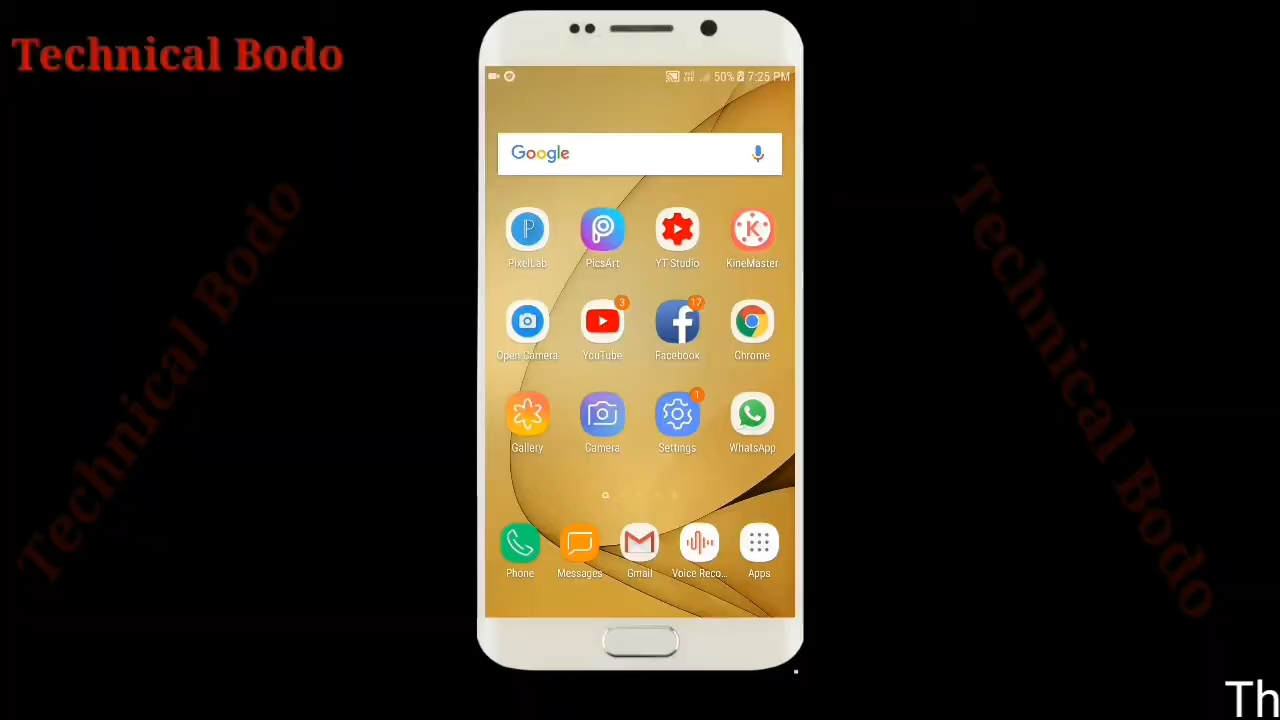 Technical Bodo
50% 7:25 PM
Google
PixelLab PicsArt YT Studio KineMaster
3 17
Open Camera YouTube Facebook Chrome
1
Gallery Camera Settings WhatsApp
Phone Messages Gmail Voice Reco... Apps
Technical Bodo
Technical Bodo
Th